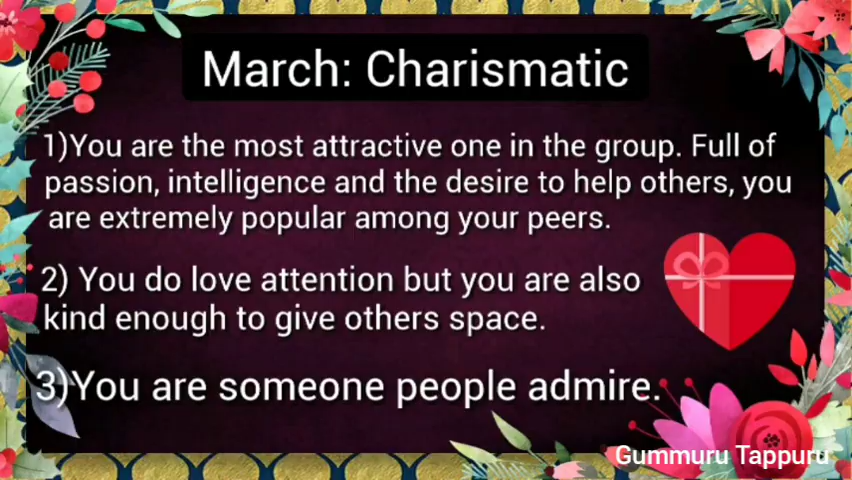 March: Charismatic
1)You are the most attractive one in the group. Full of
passion, intelligence and the desire to help others, you
are extremely popular among your peers.
2) You do love attention but you are also
kind enough to give others space.
3)You are someone people admire.
Gummuru Tappuru